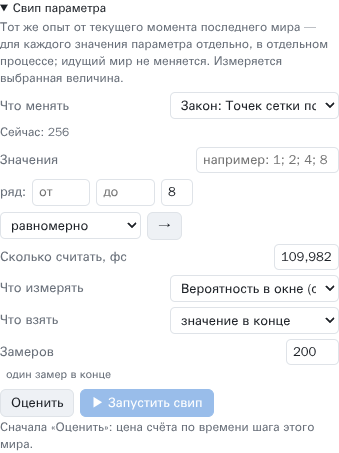 ▼ Свип параметра
Тот же опыт от текущего момента последнего мира —
для каждого значения параметра отдельно, в отдельном
процессе; идущий мир не меняется. Измеряется
выбранная величина.
Что менять Закон: Точек сетки по
Сейчас: 256
Значения например: 1; 2; 4; 8
ряд: от до 8
равномерно →
Сколько считать, фс 109,982
Что измерять Вероятность в окне (с
Что взять значение в конце
Замеров 200
один замер в конце
Оценить ▶ Запустить свип
Сначала «Оценить»: цена счёта по времени шага этого
мира.